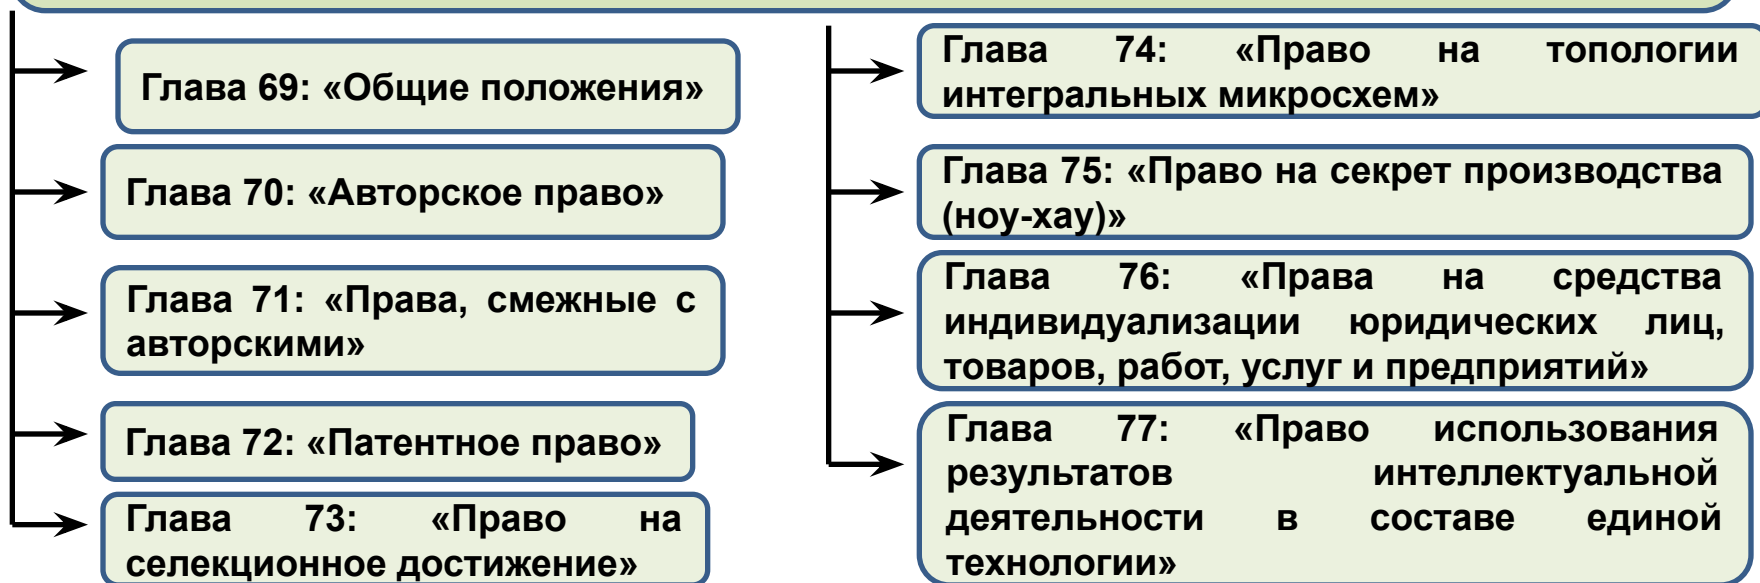 Глава 69: «Общие положения»
Глава 70: «Авторское право»
Глава 71: «Права, смежные с
авторскими»
Глава 72: «Патентное право»
Глава 73: «Право на
селекционное достижение»
Глава 74: «Право на топологии
интегральных микросхем»
Глава 75: «Право на секрет производства
(ноу-хау)»
Глава 76: «Права на средства
индивидуализации юридических лиц,
товаров, работ, услуг и предприятий»
Глава 77: «Право использования
результатов интеллектуальной
деятельности в составе единой
технологии»